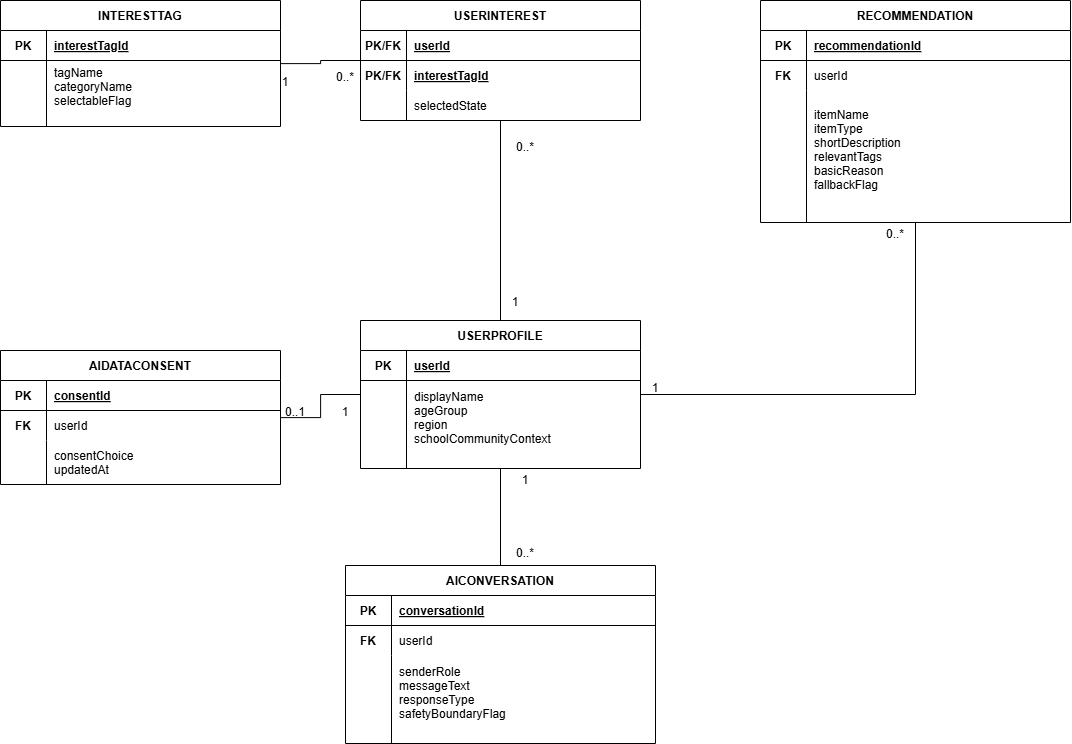 INTERESTTAG
PK interestTagId
tagName
categoryName
selectableFlag
1
0..*
USERINTEREST
PK/FK userId
PK/FK interestTagId
selectedState
0..*
1
RECOMMENDATION
PK recommendationId
FK userId
itemName
itemType
shortDescription
relevantTags
basicReason
fallbackFlag
0..*
1
AIDATACONSENT
PK consentId
FK userId
consentChoice
updatedAt
0..1
1
USERPROFILE
PK userId
displayName
ageGroup
region
schoolCommunityContext
1
0..*
AICONVERSATION
PK conversationId
FK userId
senderRole
messageText
responseType
safetyBoundaryFlag